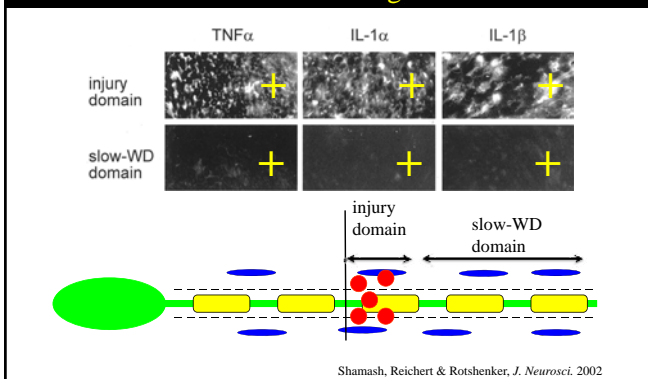 TNFα IL-1α IL-1β
injury
domain
slow-WD
domain
injury
domain
slow-WD
domain
Shamash, Reichert & Rotshenker, J. Neurosci. 2002